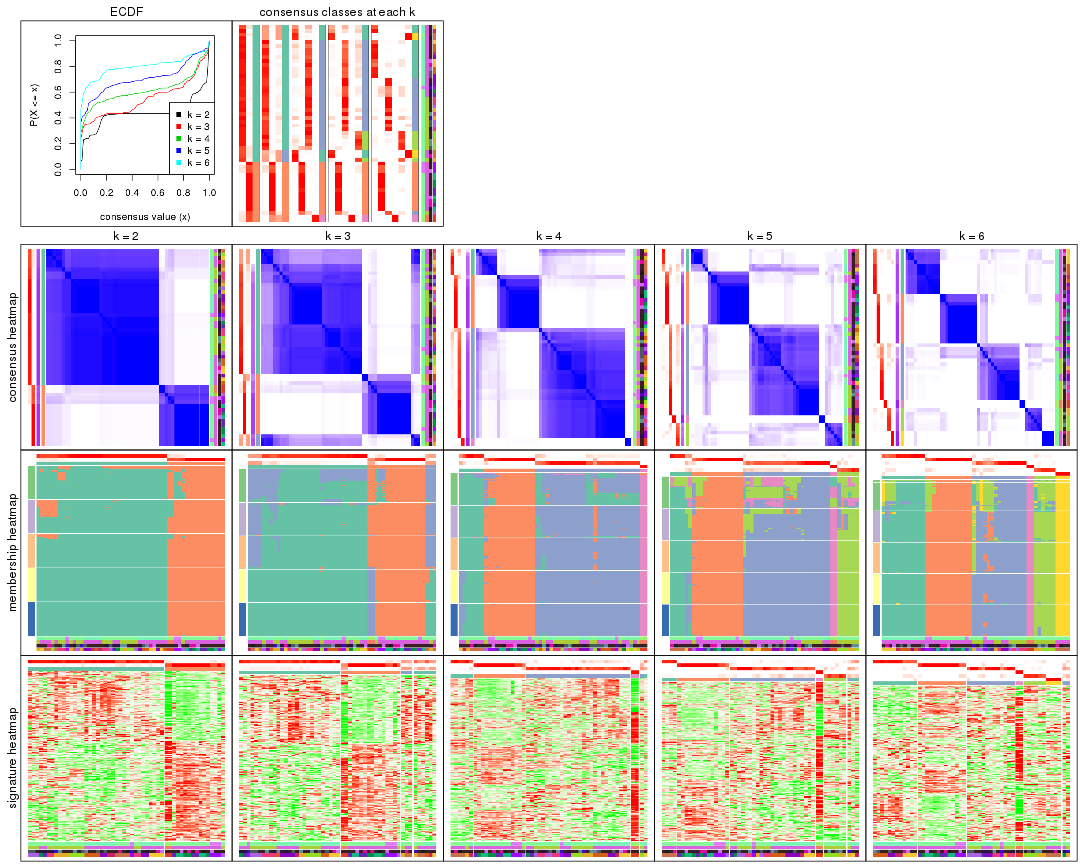 ECDF
consensus classes at each k
P(X <= x)
0.0 0.2 0.4 0.6 0.8 1.0
k = 2
k = 3
k = 4
k = 5
k = 6
0.0 0.2 0.4 0.6 0.8 1.0
consensus value (x)
k = 2
k = 3
k = 4
k = 5
k = 6
consensus heatmap
membership heatmap
signature heatmap